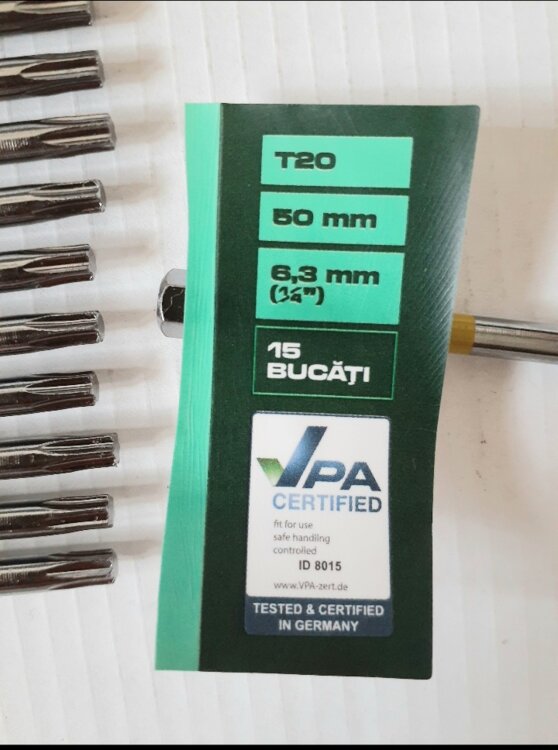 T20
50 mm
6,3 mm
(¼")
15
BUCĂȚI
VPA
CERTIFIED
fit for use
safe handling
controlled
ID 8015
www.VPA-zert.de
TESTED & CERTIFIED
IN GERMANY